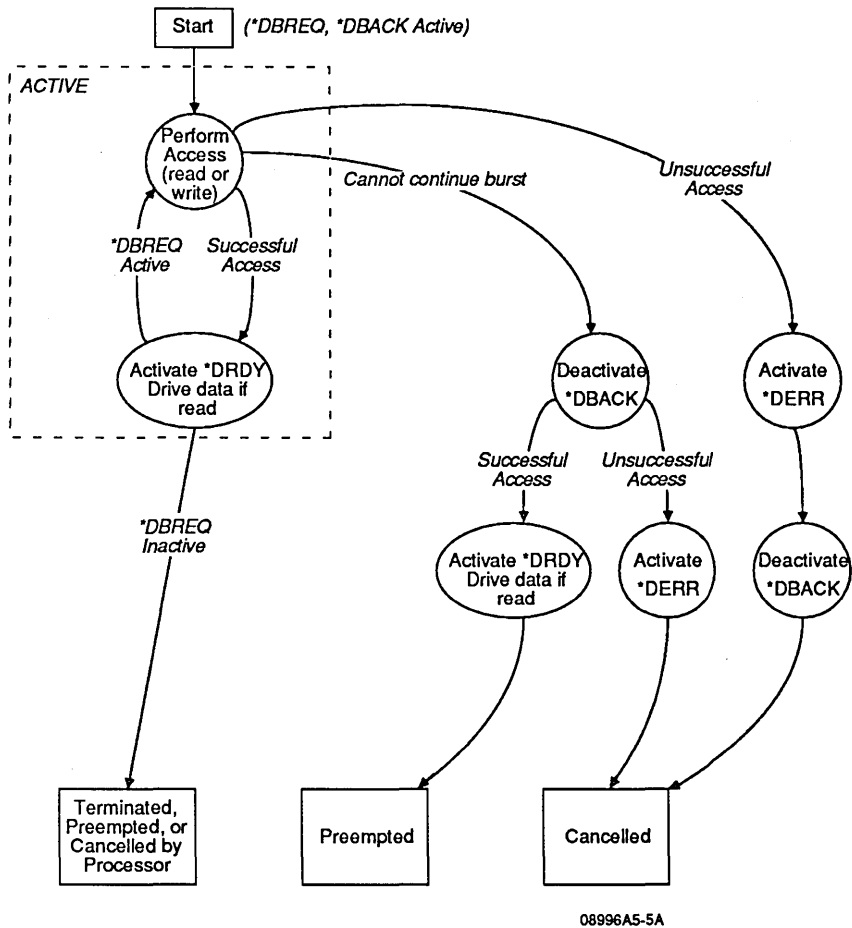 Start
(*DBREQ, *DBACK Active)
ACTIVE
Perform
Access
(read or
write)
Cannot continue burst
Unsuccessful
Access
*DBREQ
Active
Successful
Access
Activate *DRDY
Drive data if
read
Deactivate
*DBACK
Activate
*DERR
Successful
Access
Unsuccessful
Access
*DBREQ
Inactive
Activate *DRDY
Drive data if
read
Activate
*DERR
Deactivate
*DBACK
Terminated,
Preempted, or
Cancelled by
Processor
Preempted
Cancelled
08996A5-5A